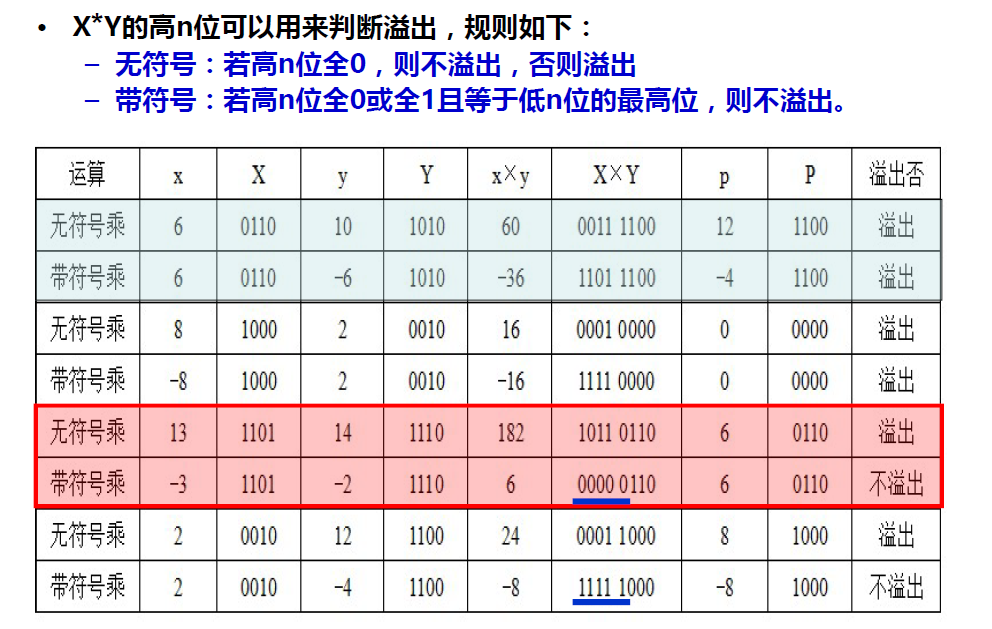 • X*Y的高n位可以用来判断溢出，规则如下：
– 无符号：若高n位全0，则不溢出，否则溢出
– 带符号：若高n位全0或全1且等于低n位的最高位，则不溢出。
运算 x X y Y x×y X×Y p P 溢出否
无符号乘 6 0110 10 1010 60 0011 1100 12 1100 溢出
带符号乘 6 0110 -6 1010 -36 1101 1100 -4 1100 溢出
无符号乘 8 1000 2 0010 16 0001 0000 0 0000 溢出
带符号乘 -8 1000 2 0010 -16 1111 0000 0 0000 溢出
无符号乘 13 1101 14 1110 182 1011 0110 6 0110 溢出
带符号乘 -3 1101 -2 1110 6 0000 0110 6 0110 不溢出
无符号乘 2 0010 12 1100 24 0001 1000 8 1000 溢出
带符号乘 2 0010 -4 1100 -8 1111 1000 -8 1000 不溢出